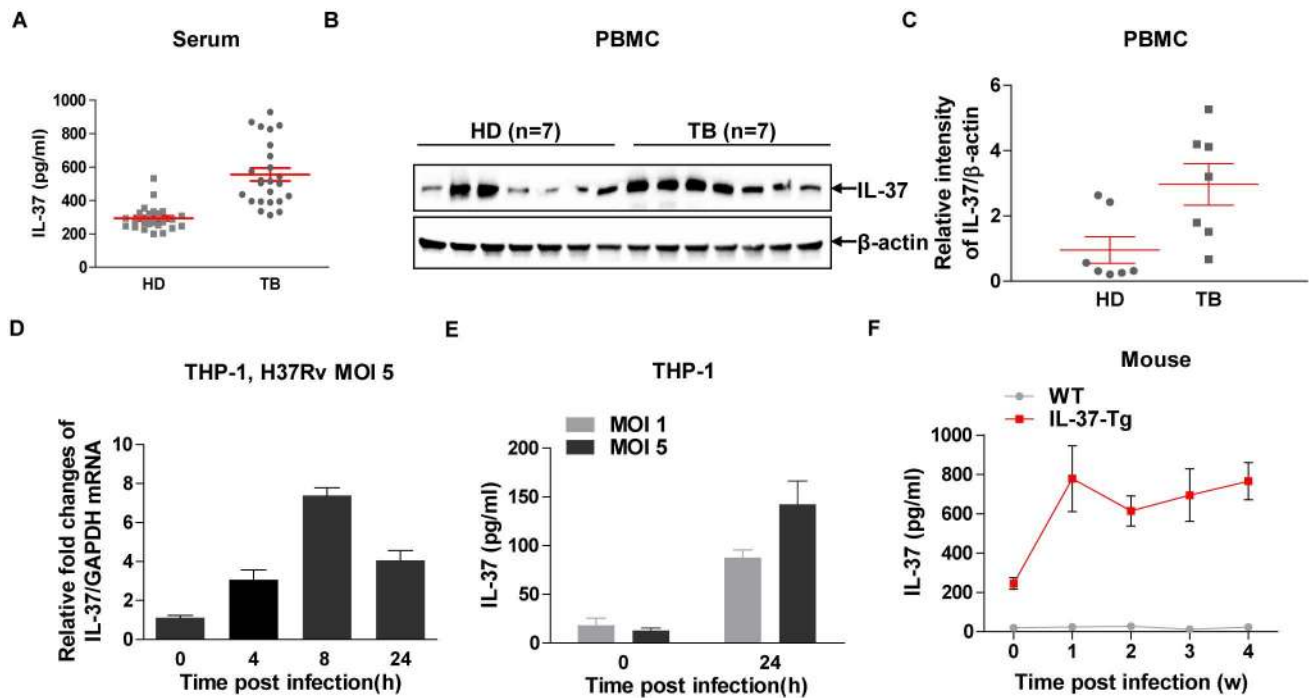 A
Serum
IL-37 (pg/ml)
1000
800
600
400
200
0
HD
TB
B
PBMC
HD (n=7)
TB (n=7)
IL-37
β-actin
C
PBMC
Relative intensity
of IL-37/β-actin
6
4
2
0
HD
TB
D
THP-1, H37Rv MOI 5
Relative fold changes of
IL-37/GAPDH mRNA
10
8
6
4
2
0
0
4
8
24
Time post infection(h)
E
THP-1
MOI 1
MOI 5
IL-37 (pg/ml)
200
150
100
50
0
0
24
Time post infection(h)
F
Mouse
WT
IL-37-Tg
IL-37 (pg/ml)
1000
800
600
400
200
0
0
1
2
3
4
Time post infection (w)